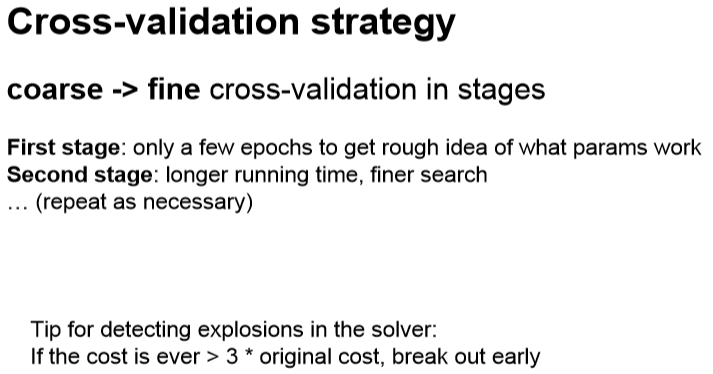 Cross-validation strategy
coarse -> fine cross-validation in stages
First stage: only a few epochs to get rough idea of what params work
Second stage: longer running time, finer search
… (repeat as necessary)
Tip for detecting explosions in the solver:
If the cost is ever > 3 * original cost, break out early